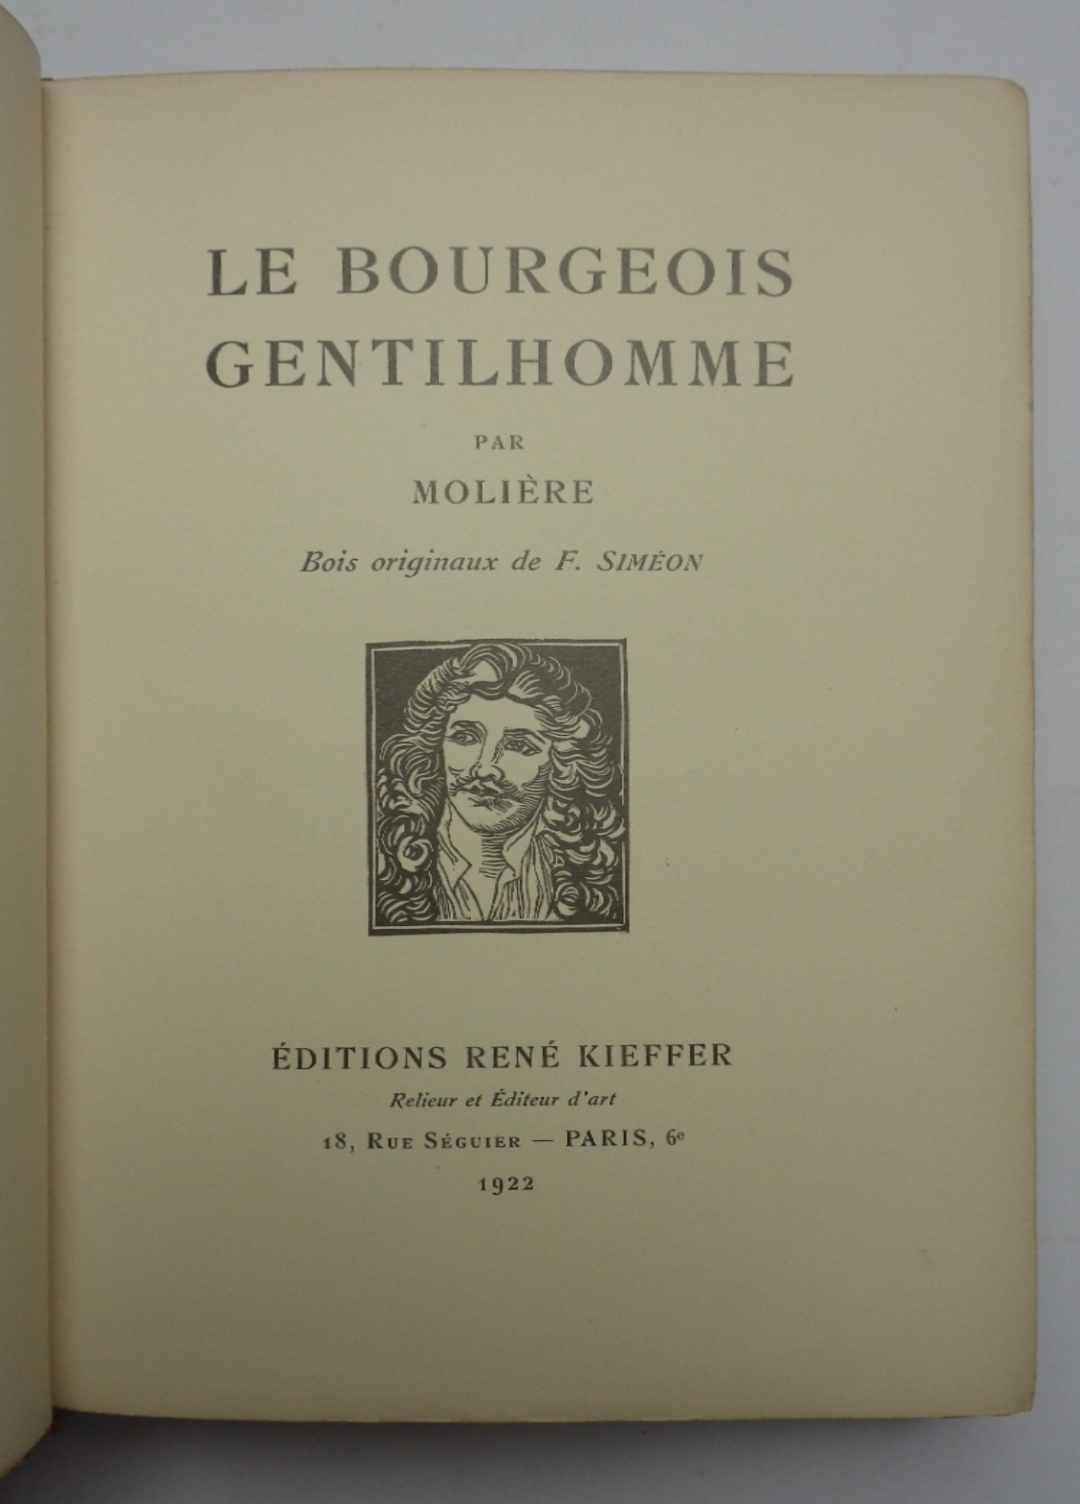 LE BOURGEOIS
GENTILHOMME
PAR
MOLIÈRE
Bois originaux de F. SIMÉON
ÉDITIONS RENÉ KIEFFER
Relieur et Éditeur d'art
18, RUE SÉGUIER — PARIS, 6e
1922